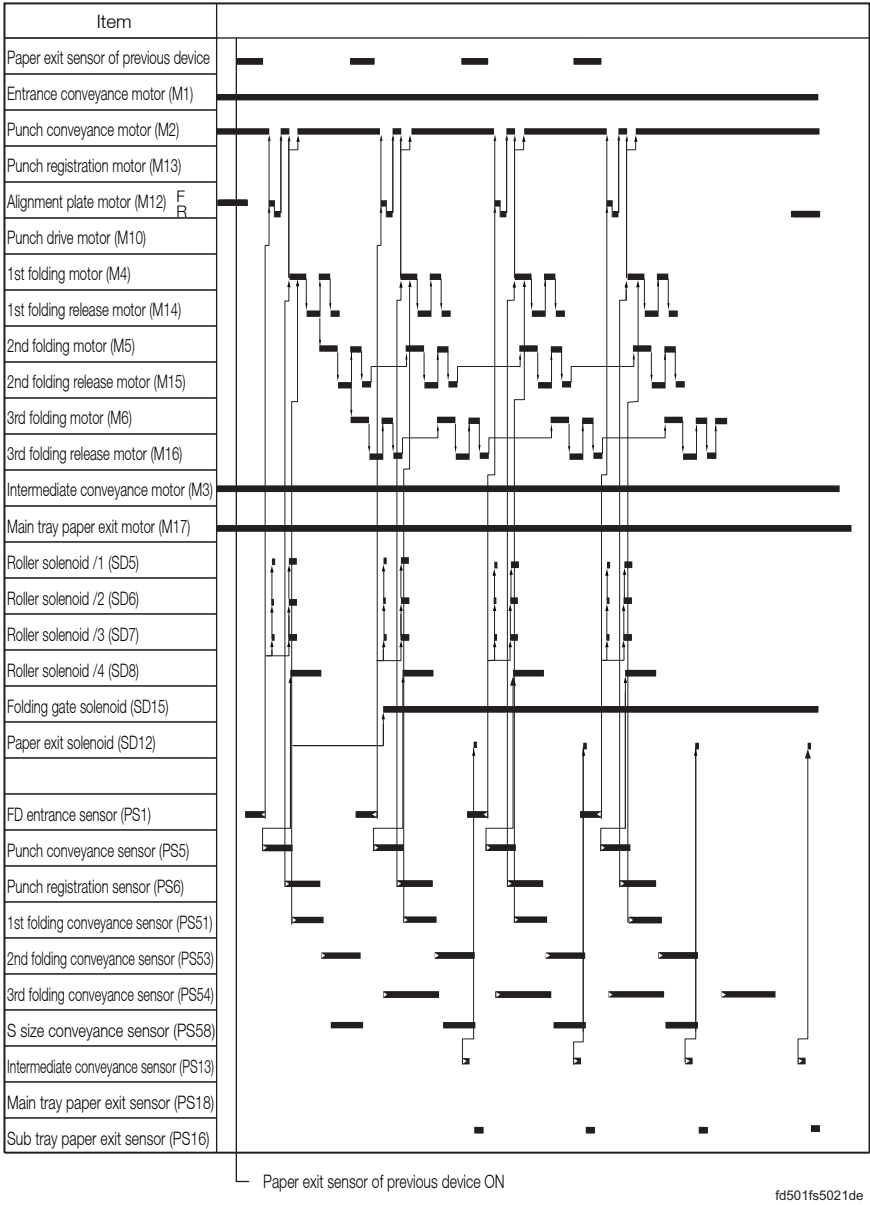 Item
Paper exit sensor of previous device
Entrance conveyance motor (M1)
Punch conveyance motor (M2)
Punch registration motor (M13)
Alignment plate motor (M12) F
R
Punch drive motor (M10)
1st folding motor (M4)
1st folding release motor (M14)
2nd folding motor (M5)
2nd folding release motor (M15)
3rd folding motor (M6)
3rd folding release motor (M16)
Intermediate conveyance motor (M3)
Main tray paper exit motor (M17)
Roller solenoid /1 (SD5)
Roller solenoid /2 (SD6)
Roller solenoid /3 (SD7)
Roller solenoid /4 (SD8)
Folding gate solenoid (SD15)
Paper exit solenoid (SD12)
FD entrance sensor (PS1)
Punch conveyance sensor (PS5)
Punch registration sensor (PS6)
1st folding conveyance sensor (PS51)
2nd folding conveyance sensor (PS53)
3rd folding conveyance sensor (PS54)
S size conveyance sensor (PS58)
Intermediate conveyance sensor (PS13)
Main tray paper exit sensor (PS18)
Sub tray paper exit sensor (PS16)
Paper exit sensor of previous device ON
fd501fs5021de